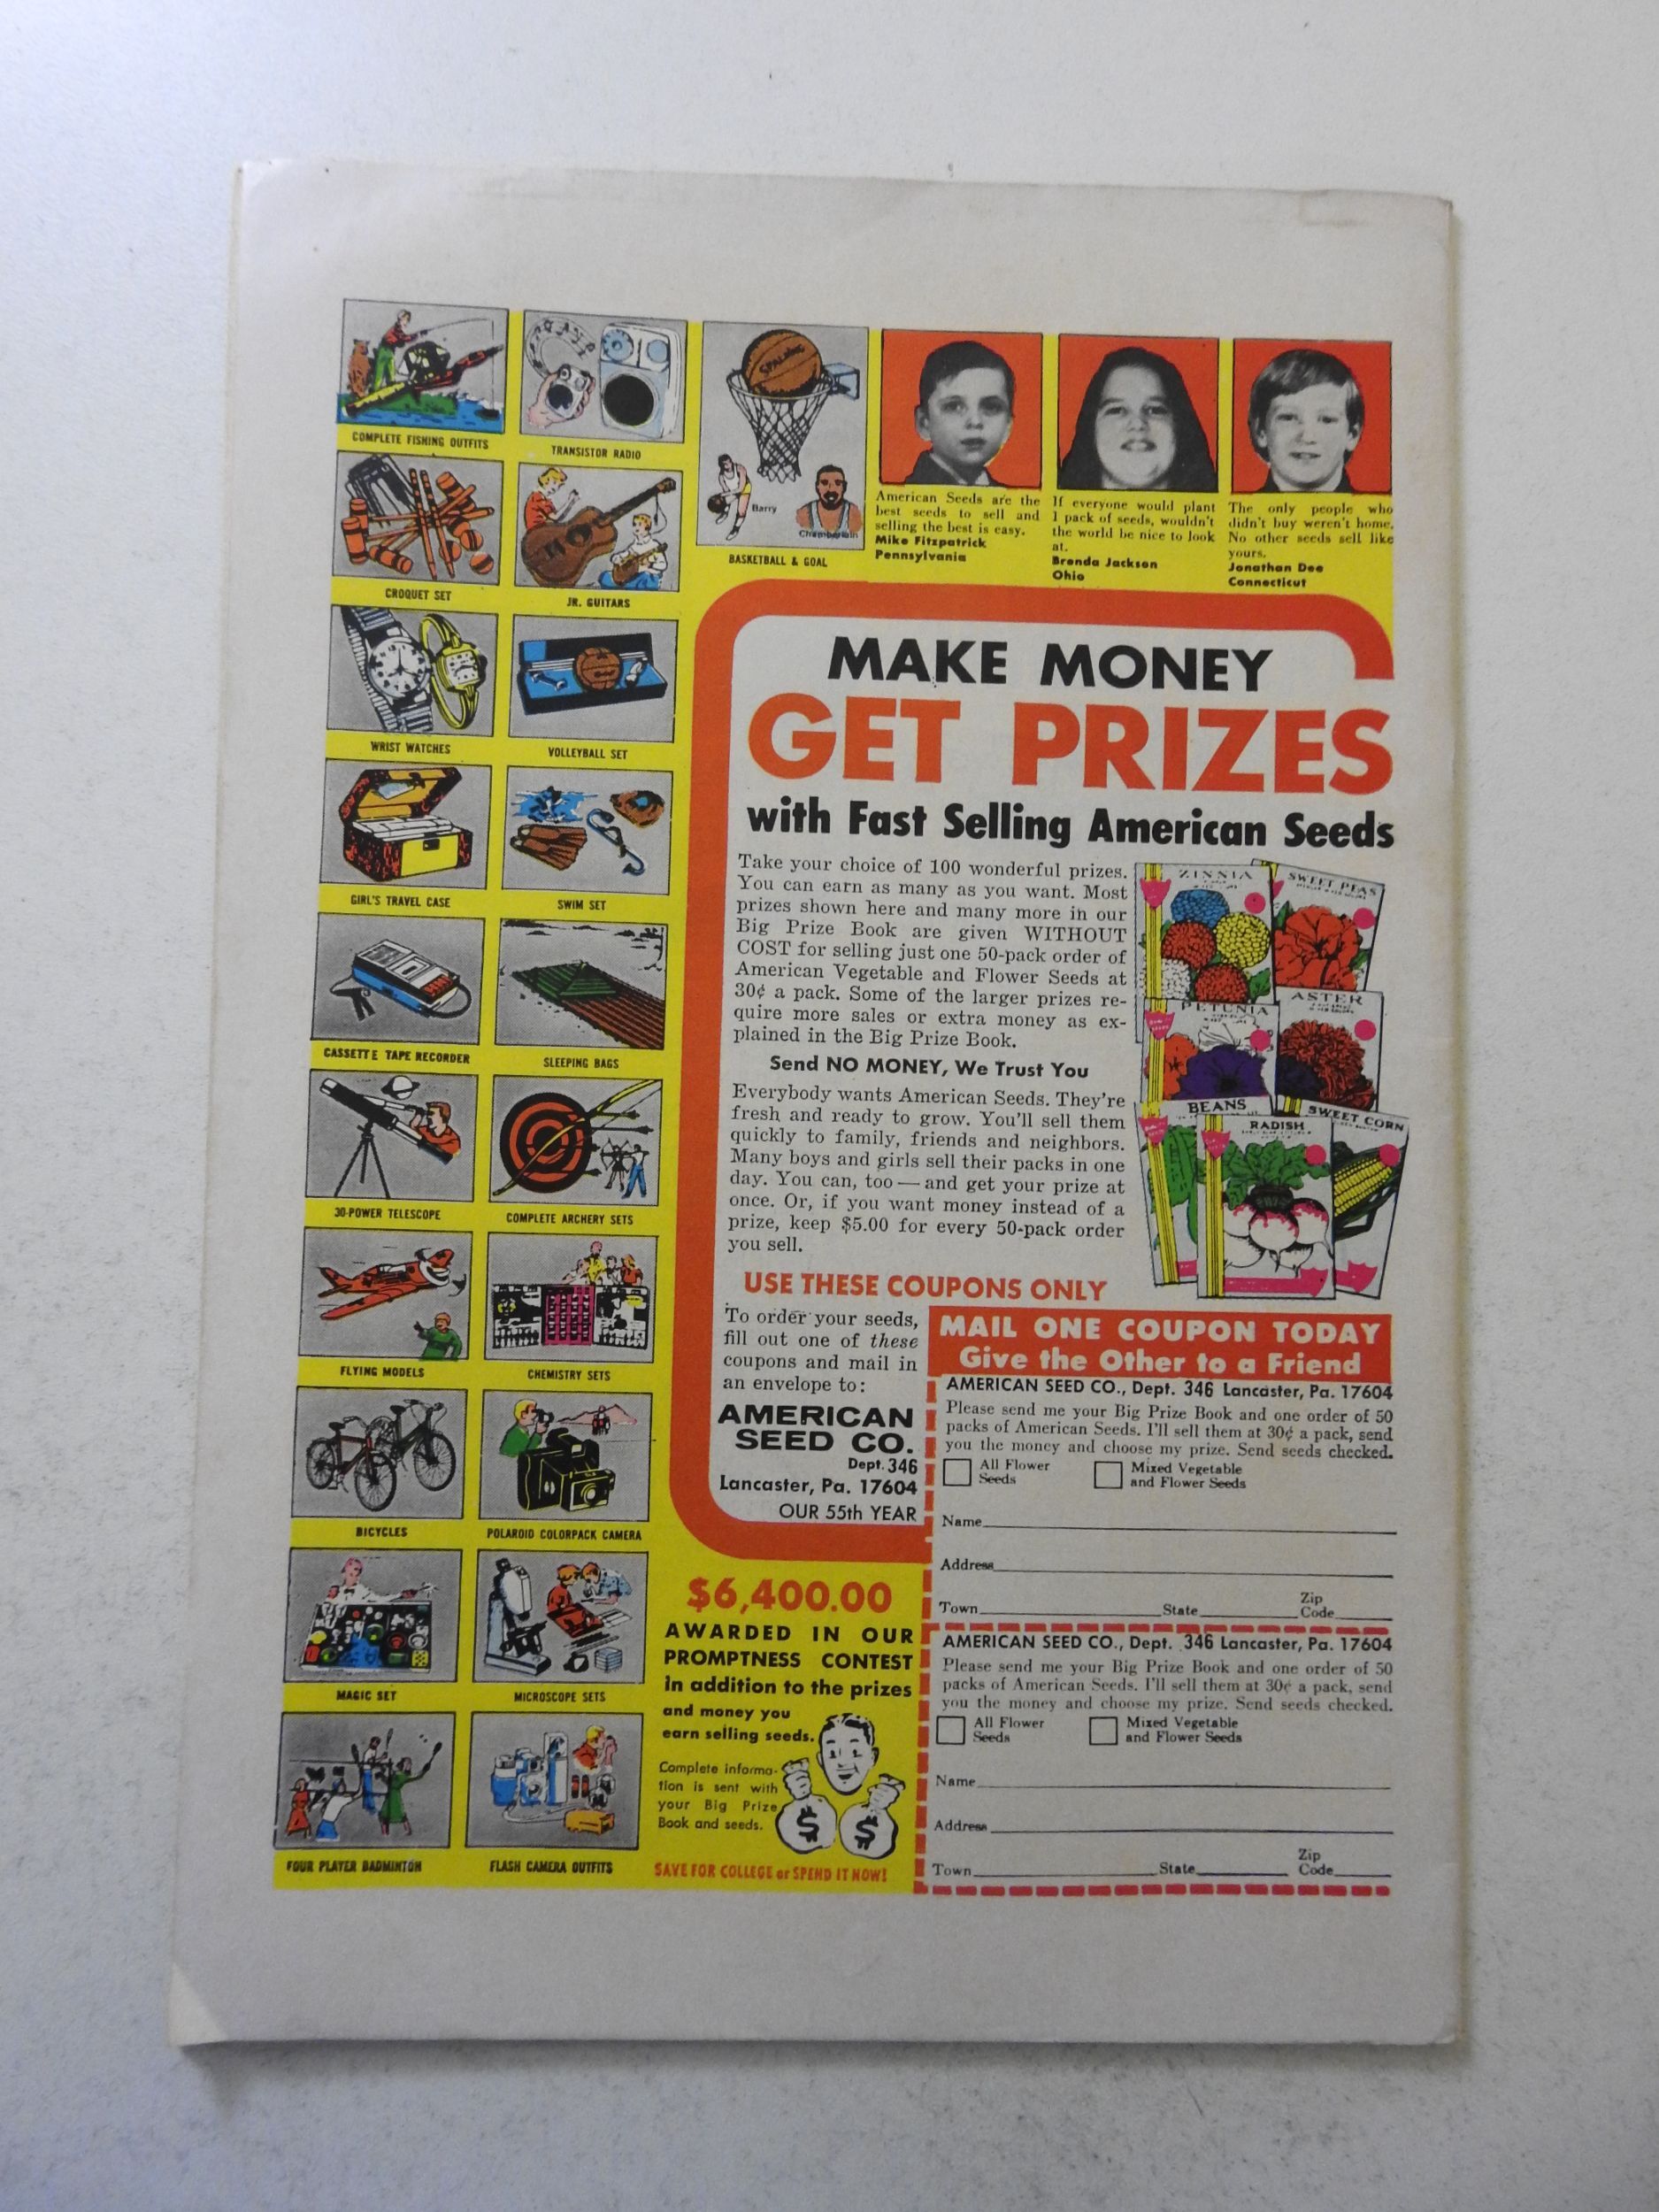 COMPLETE FISHING OUTFITS
TRANSISTOR RADIO
SPALDING
Barry
Chamberlain
BASKETBALL & GOAL
American Seeds are the
best seeds to sell and
selling the best is easy.
Mike Fitzpatrick
Pennsylvania
If everyone would plant
1 pack of seeds, wouldn't
the world be nice to look
at.
Brenda Jackson
Ohio
The only people who
didn't buy weren't home.
No other seeds sell like
yours.
Jonathan Dee
Connecticut
CROQUET SET
JR. GUITARS
WRIST WATCHES
VOLLEYBALL SET
GIRL'S TRAVEL CASE
SWIM SET
CASSETTE TAPE RECORDER
SLEEPING BAGS
30-POWER TELESCOPE
COMPLETE ARCHERY SETS
FLYING MODELS
CHEMISTRY SETS
BICYCLES
POLAROID COLORPACK CAMERA
MAGIC SET
MICROSCOPE SETS
FOUR PLAYER BADMINTON
FLASH CAMERA OUTFITS
MAKE MONEY
GET PRIZES
with Fast Selling American Seeds
Take your choice of 100 wonderful prizes.
You can earn as many as you want. Most
prizes shown here and many more in our
Big Prize Book are given WITHOUT
COST for selling just one 50-pack order of
American Vegetable and Flower Seeds at
30¢ a pack. Some of the larger prizes re-
quire more sales or extra money as ex-
plained in the Big Prize Book.
Send NO MONEY, We Trust You
Everybody wants American Seeds. They're
fresh and ready to grow. You'll sell them
quickly to family, friends and neighbors.
Many boys and girls sell their packs in one
day. You can, too — and get your prize at
once. Or, if you want money instead of a
prize, keep $5.00 for every 50-pack order
you sell.
ZINNIA
SWEET PEAS
PETUNIA
ASTER
BEANS
RADISH
SWEET CORN
USE THESE COUPONS ONLY
To order your seeds,
fill out one of these
coupons and mail in
an envelope to:
AMERICAN
SEED CO.
Dept. 346
Lancaster, Pa. 17604
OUR 55th YEAR
MAIL ONE COUPON TODAY
Give the Other to a Friend
AMERICAN SEED CO., Dept. 346 Lancaster, Pa. 17604
Please send me your Big Prize Book and one order of 50
packs of American Seeds. I'll sell them at 30¢ a pack, send
you the money and choose my prize. Send seeds checked.
All Flower Seeds
Mixed Vegetable and Flower Seeds
Name
Address
Town State Zip Code
AMERICAN SEED CO., Dept. 346 Lancaster, Pa. 17604
Please send me your Big Prize Book and one order of 50
packs of American Seeds. I'll sell them at 30¢ a pack, send
you the money and choose my prize. Send seeds checked.
All Flower Seeds
Mixed Vegetable and Flower Seeds
Name
Address
Town State Zip Code
$6,400.00
AWARDED IN OUR
PROMPTNESS CONTEST
in addition to the prizes
and money you
earn selling seeds.
Complete informa-
tion is sent with
your Big Prize
Book and seeds.
$ $
SAVE FOR COLLEGE or SPEND IT NOW!